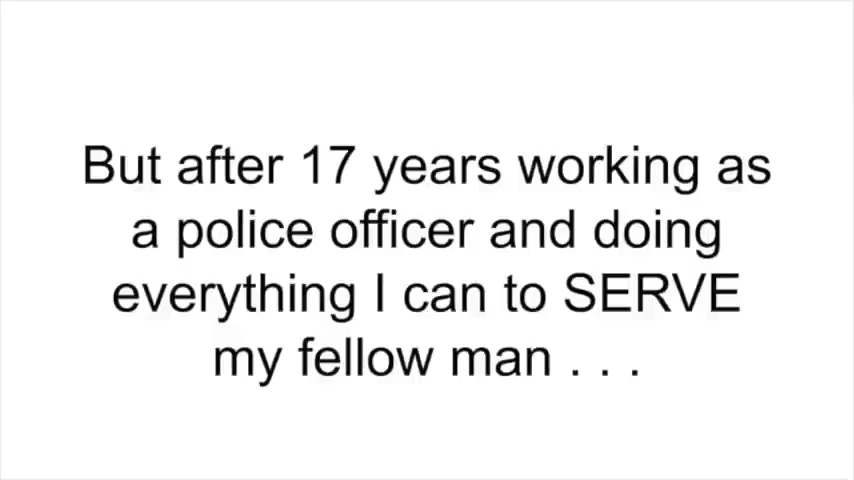 But after 17 years working as
a police officer and doing
everything I can to SERVE
my fellow man . . .